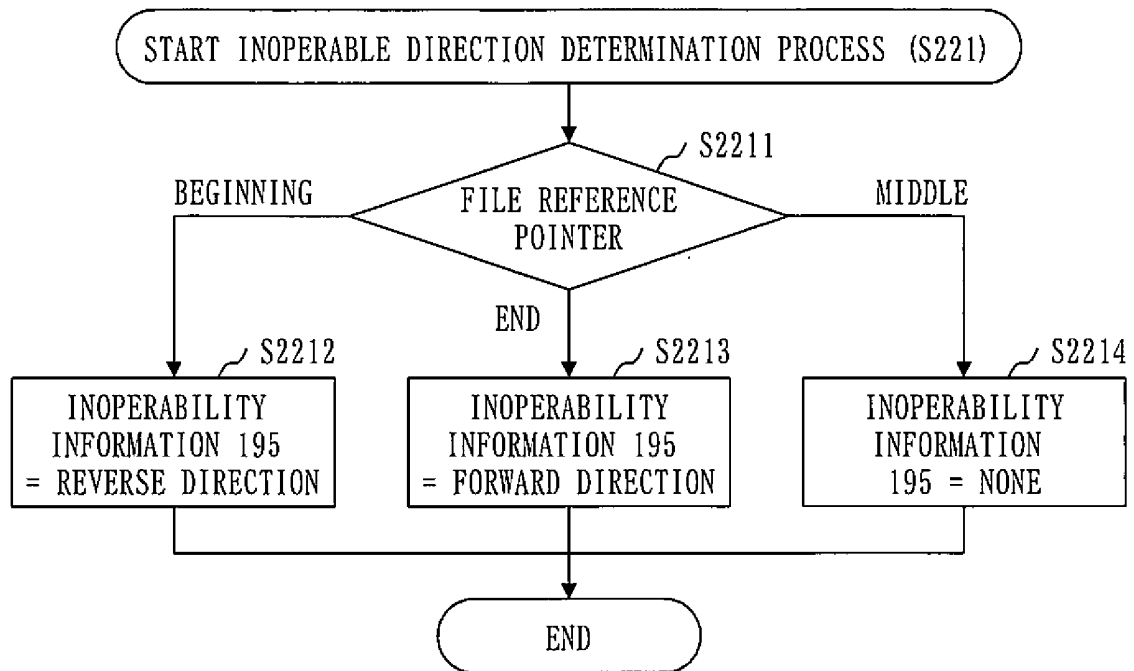 START INOPERABLE DIRECTION DETERMINATION PROCESS (S221)
S2211
BEGINNING
FILE REFERENCE
POINTER
MIDDLE
END
S2212
INOPERABILITY
INFORMATION 195
= REVERSE DIRECTION
S2213
INOPERABILITY
INFORMATION 195
= FORWARD DIRECTION
S2214
INOPERABILITY
INFORMATION
195 = NONE
END